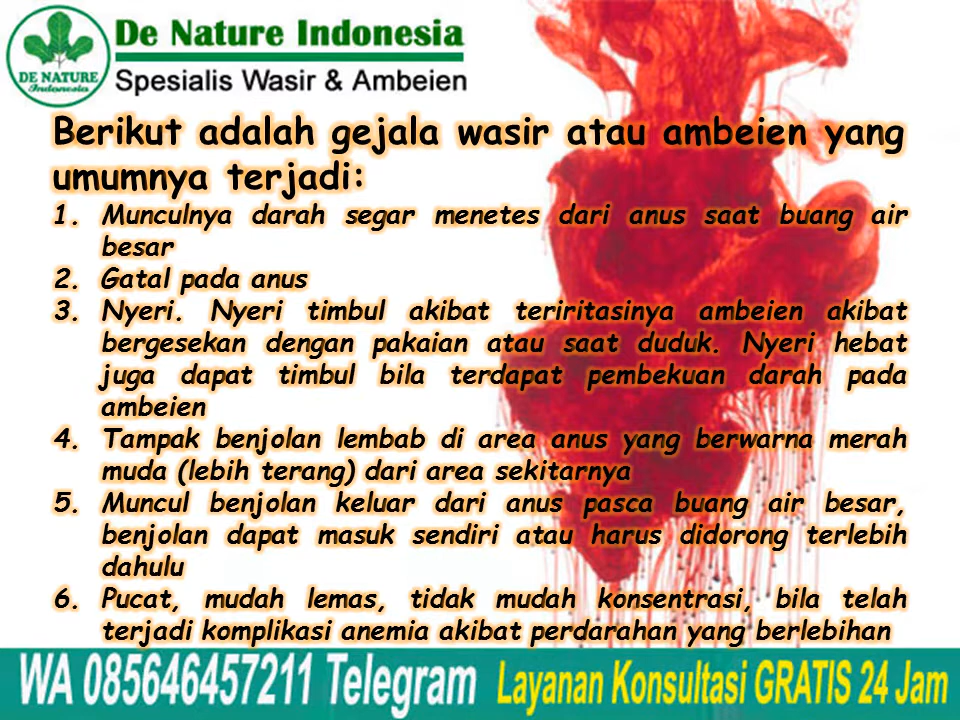 De Nature Indonesia
DE NATURE
Indonesia
Spesialis Wasir & Ambeien
Berikut adalah gejala wasir atau ambeien yang
umumnya terjadi:
1. Munculnya darah segar menetes dari anus saat buang air
besar
2. Gatal pada anus
3. Nyeri. Nyeri timbul akibat teriritasinya ambeien akibat
bergesekan dengan pakaian atau saat duduk. Nyeri hebat
juga dapat timbul bila terdapat pembekuan darah pada
ambeien
4. Tampak benjolan lembab di area anus yang berwarna merah
muda (lebih terang) dari area sekitarnya
5. Muncul benjolan keluar dari anus pasca buang air besar,
benjolan dapat masuk sendiri atau harus didorong terlebih
dahulu
6. Pucat, mudah lemas, tidak mudah konsentrasi, bila telah
terjadi komplikasi anemia akibat perdarahan yang berlebihan
WA 085646457211 Telegram Layanan Konsultasi GRATIS 24 Jam